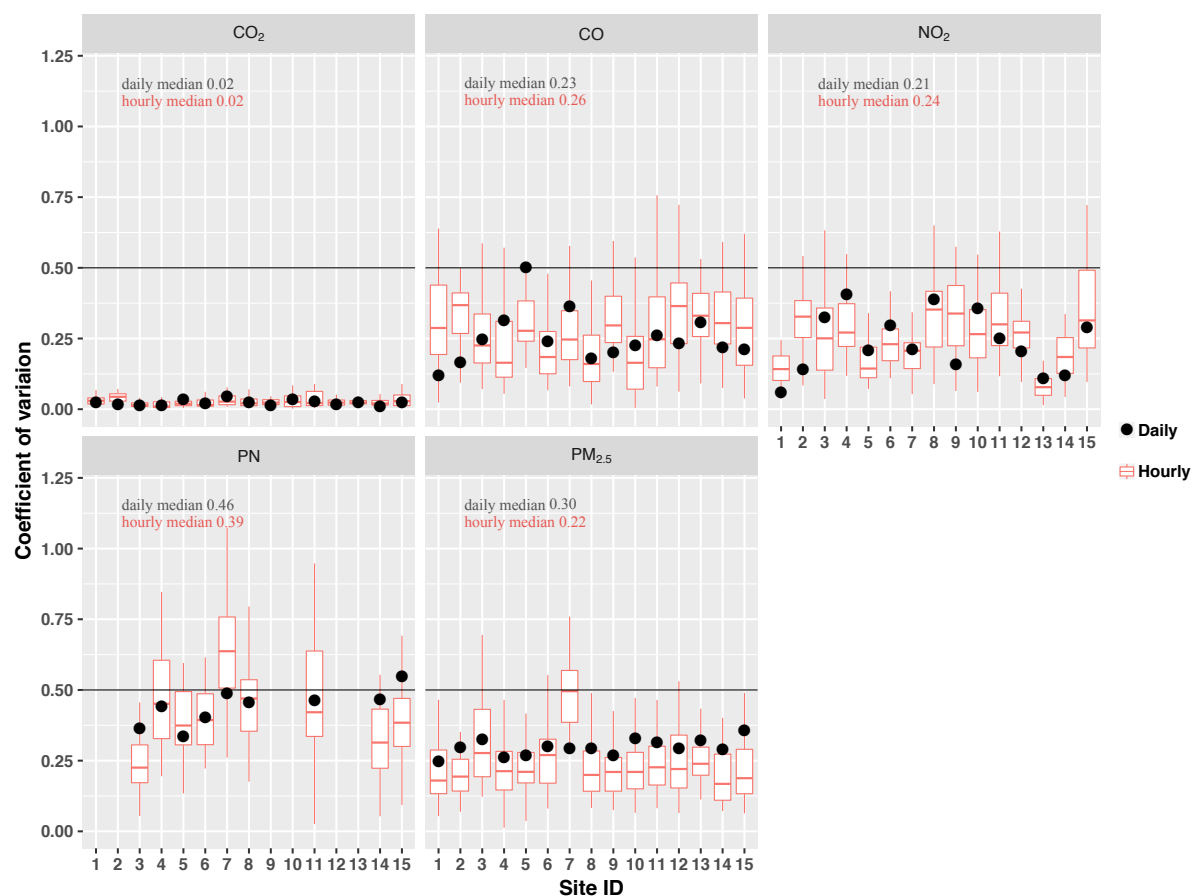 CO₂
CO
NO₂
daily median 0.02
hourly median 0.02
daily median 0.23
hourly median 0.26
daily median 0.21
hourly median 0.24
1.25
1.00
0.75
0.50
0.25
0.00
1 2 3 4 5 6 7 8 9 10 11 12 13 14 15
Daily
Hourly
PN
PM₂.₅
daily median 0.46
hourly median 0.39
daily median 0.30
hourly median 0.22
1.25
1.00
0.75
0.50
0.25
0.00
1 2 3 4 5 6 7 8 9 10 11 12 13 14 15
1 2 3 4 5 6 7 8 9 10 11 12 13 14 15
Coefficient of variaion
Site ID